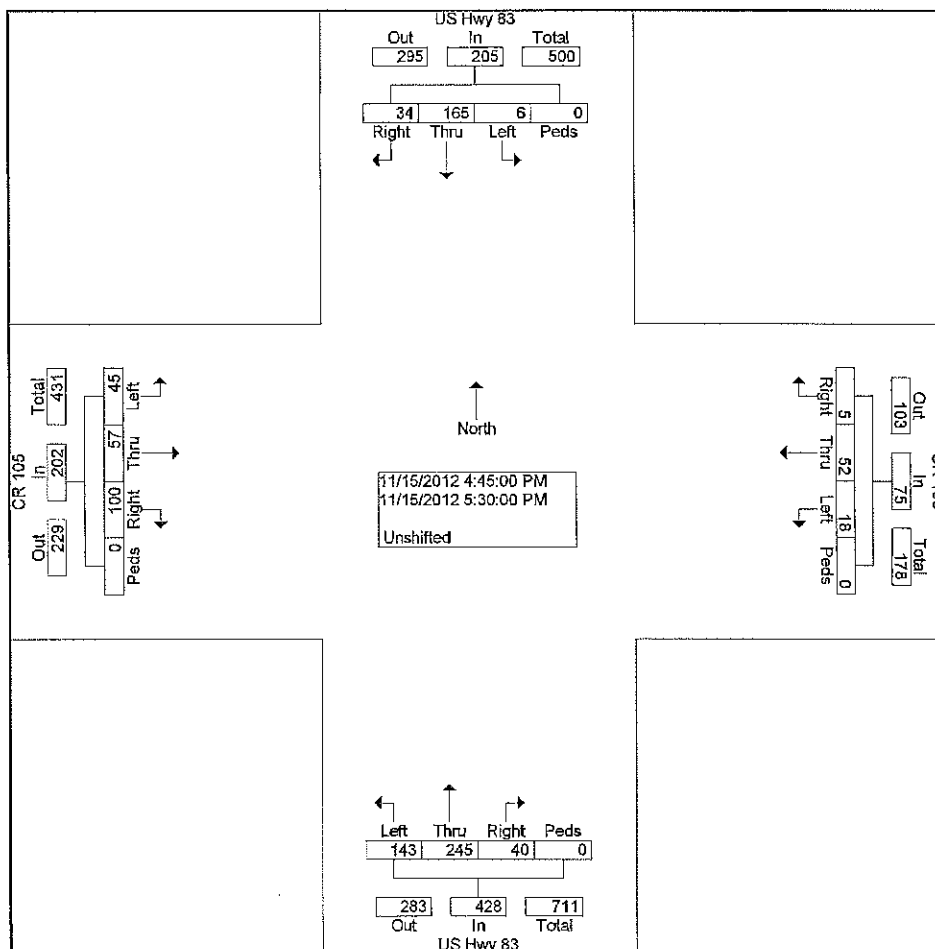 US Hwy 83
Out In Total
295 205 500
34 165 6 0
Right Thru Left Peds
CR 105
Total In Out
431 202 229
45 57 100 0
Left Thru Right Peds
North
11/15/2012 4:45:00 PM
11/15/2012 5:30:00 PM
Unshifted
Right Thru Left Peds
5 52 18 0
Out In Total
103 75 178
Left Thru Right Peds
143 245 40 0
283 428 711
Out In Total
US Hwy 83